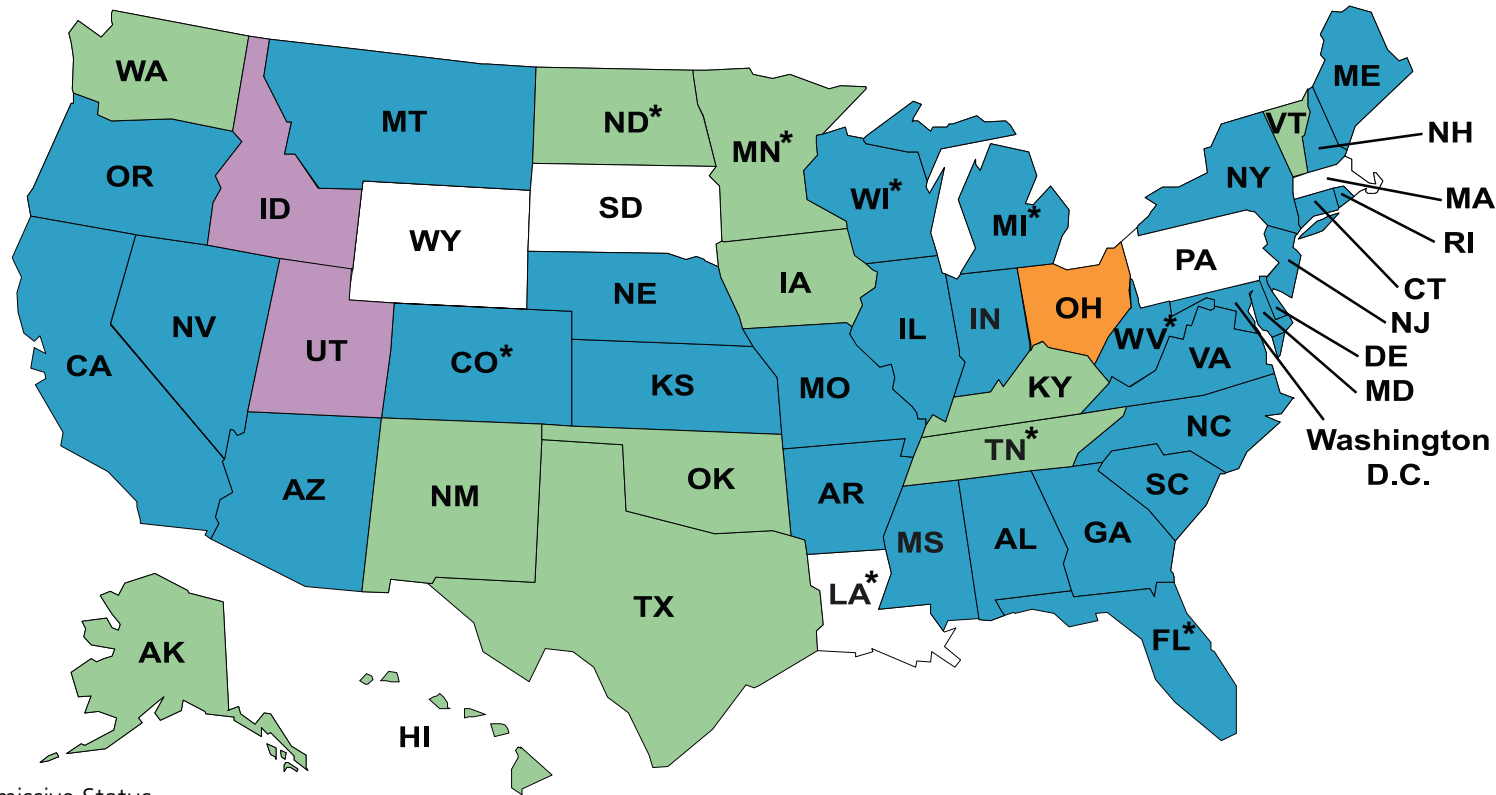 WA
MT
ND*
MN*
ME
VT
NH
OR
ID
SD
WI*
MI*
NY
MA
WY
RI
PA
IA
NE
CT
NV
IL
IN
OH
NJ
UT
CO*
WV*
DE
CA
KS
MO
KY
VA
MD
NC
Washington
D.C.
TN*
AZ
NM
OK
AR
SC
MS
AL
GA
LA*
TX
FL*
AK
HI
missive Status